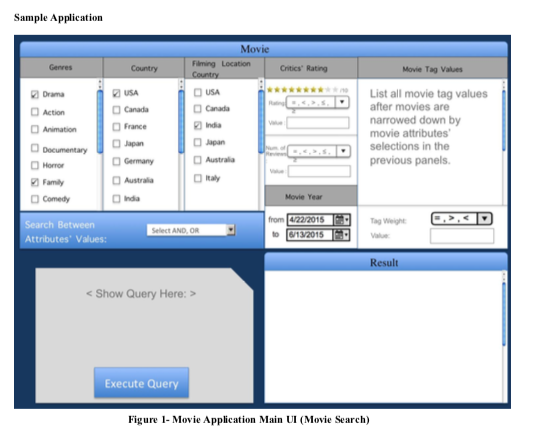 Sample Application
Movie
Genres
Country
Filming Location Country
Critics' Rating
Movie Tag Values
Drama
Action
Animation
Documentary
Horror
Family
Comedy
USA
Canada
France
Japan
Germany
Australia
India
USA
Canada
India
Japan
Australia
Italy
/10
Rating
= , < , > , ≤ ,
Value
Num. of
Reviews
= , < , > , ≤ ,
Value
List all movie tag values
after movies are
narrowed down by
movie attributes'
selections in the
previous panels.
Movie Year
from 4/22/2015
to 6/13/2015
Tag Weight: = , > , <
Value:
Search Between
Attributes' Values:
Select AND, OR
< Show Query Here: >
Execute Query
Result
Figure 1- Movie Application Main UI (Movie Search)